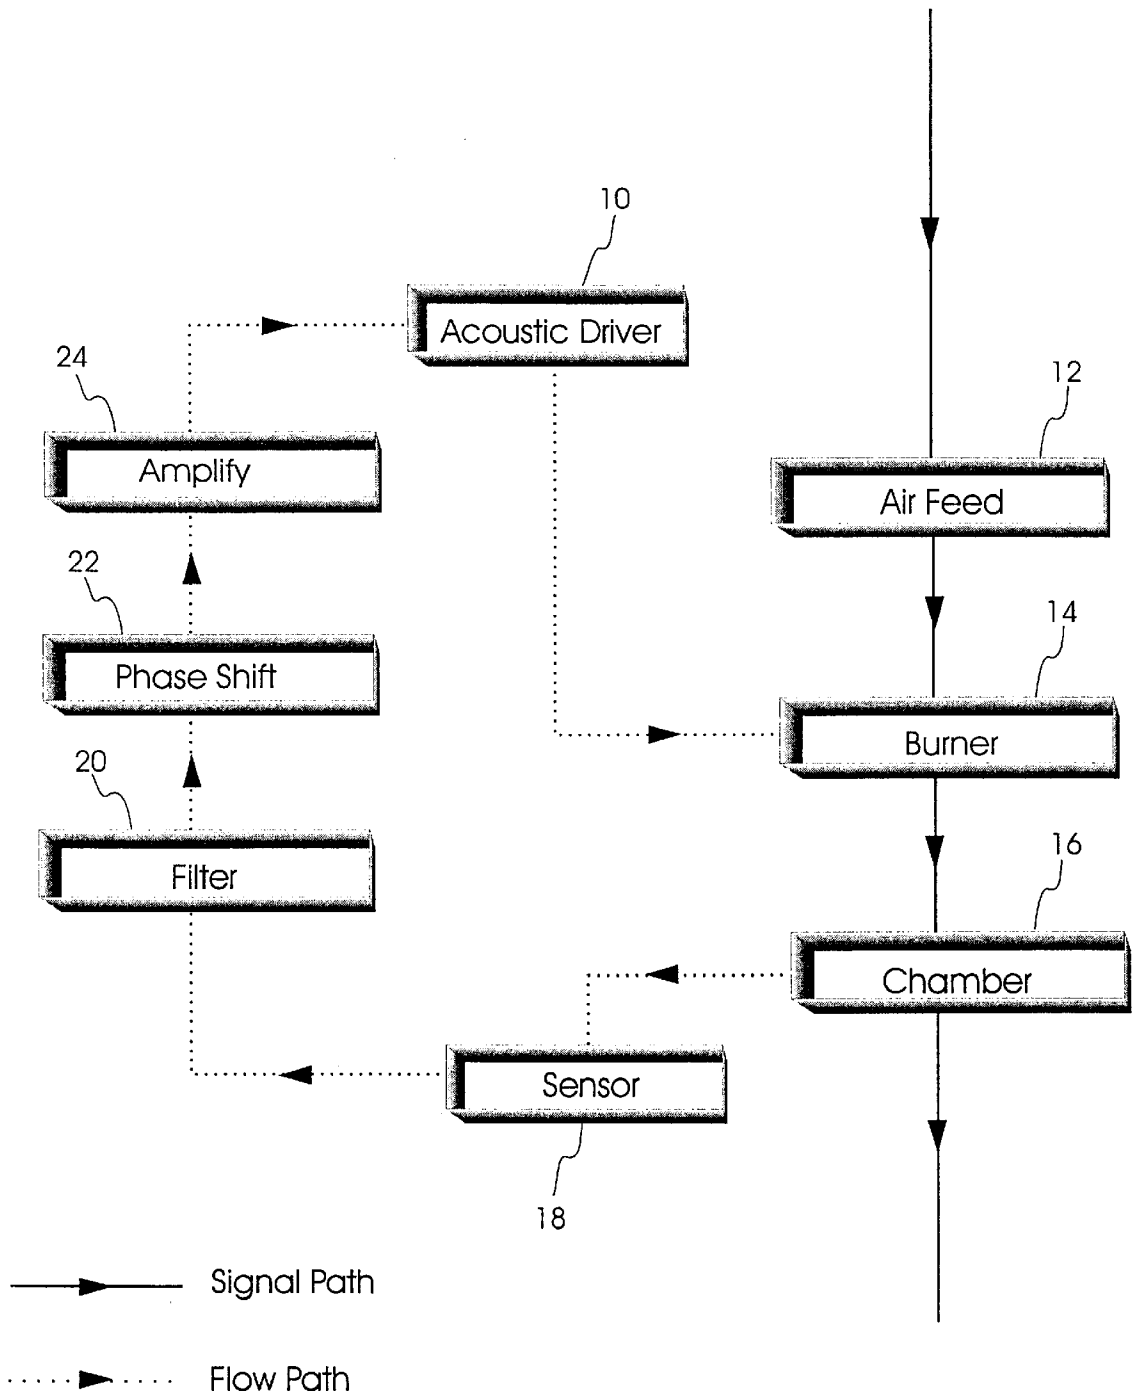 10
Acoustic Driver
24
Amplify
12
Air Feed
22
Phase Shift
14
Burner
20
Filter
16
Chamber
Sensor
18
Signal Path
Flow Path